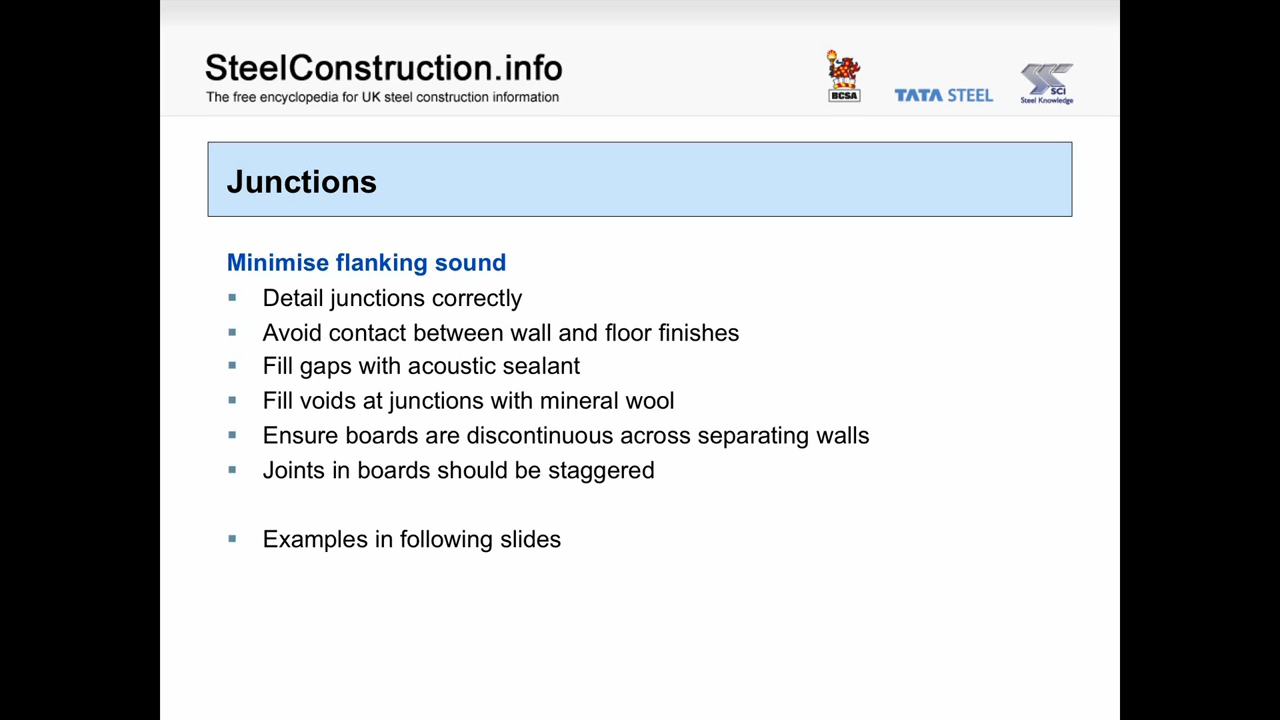 SteelConstruction.info
The free encyclopedia for UK steel construction information
BCSA
TATA STEEL
SCI
Steel Knowledge
Junctions
Minimise flanking sound
▪ Detail junctions correctly
▪ Avoid contact between wall and floor finishes
▪ Fill gaps with acoustic sealant
▪ Fill voids at junctions with mineral wool
▪ Ensure boards are discontinuous across separating walls
▪ Joints in boards should be staggered
▪ Examples in following slides